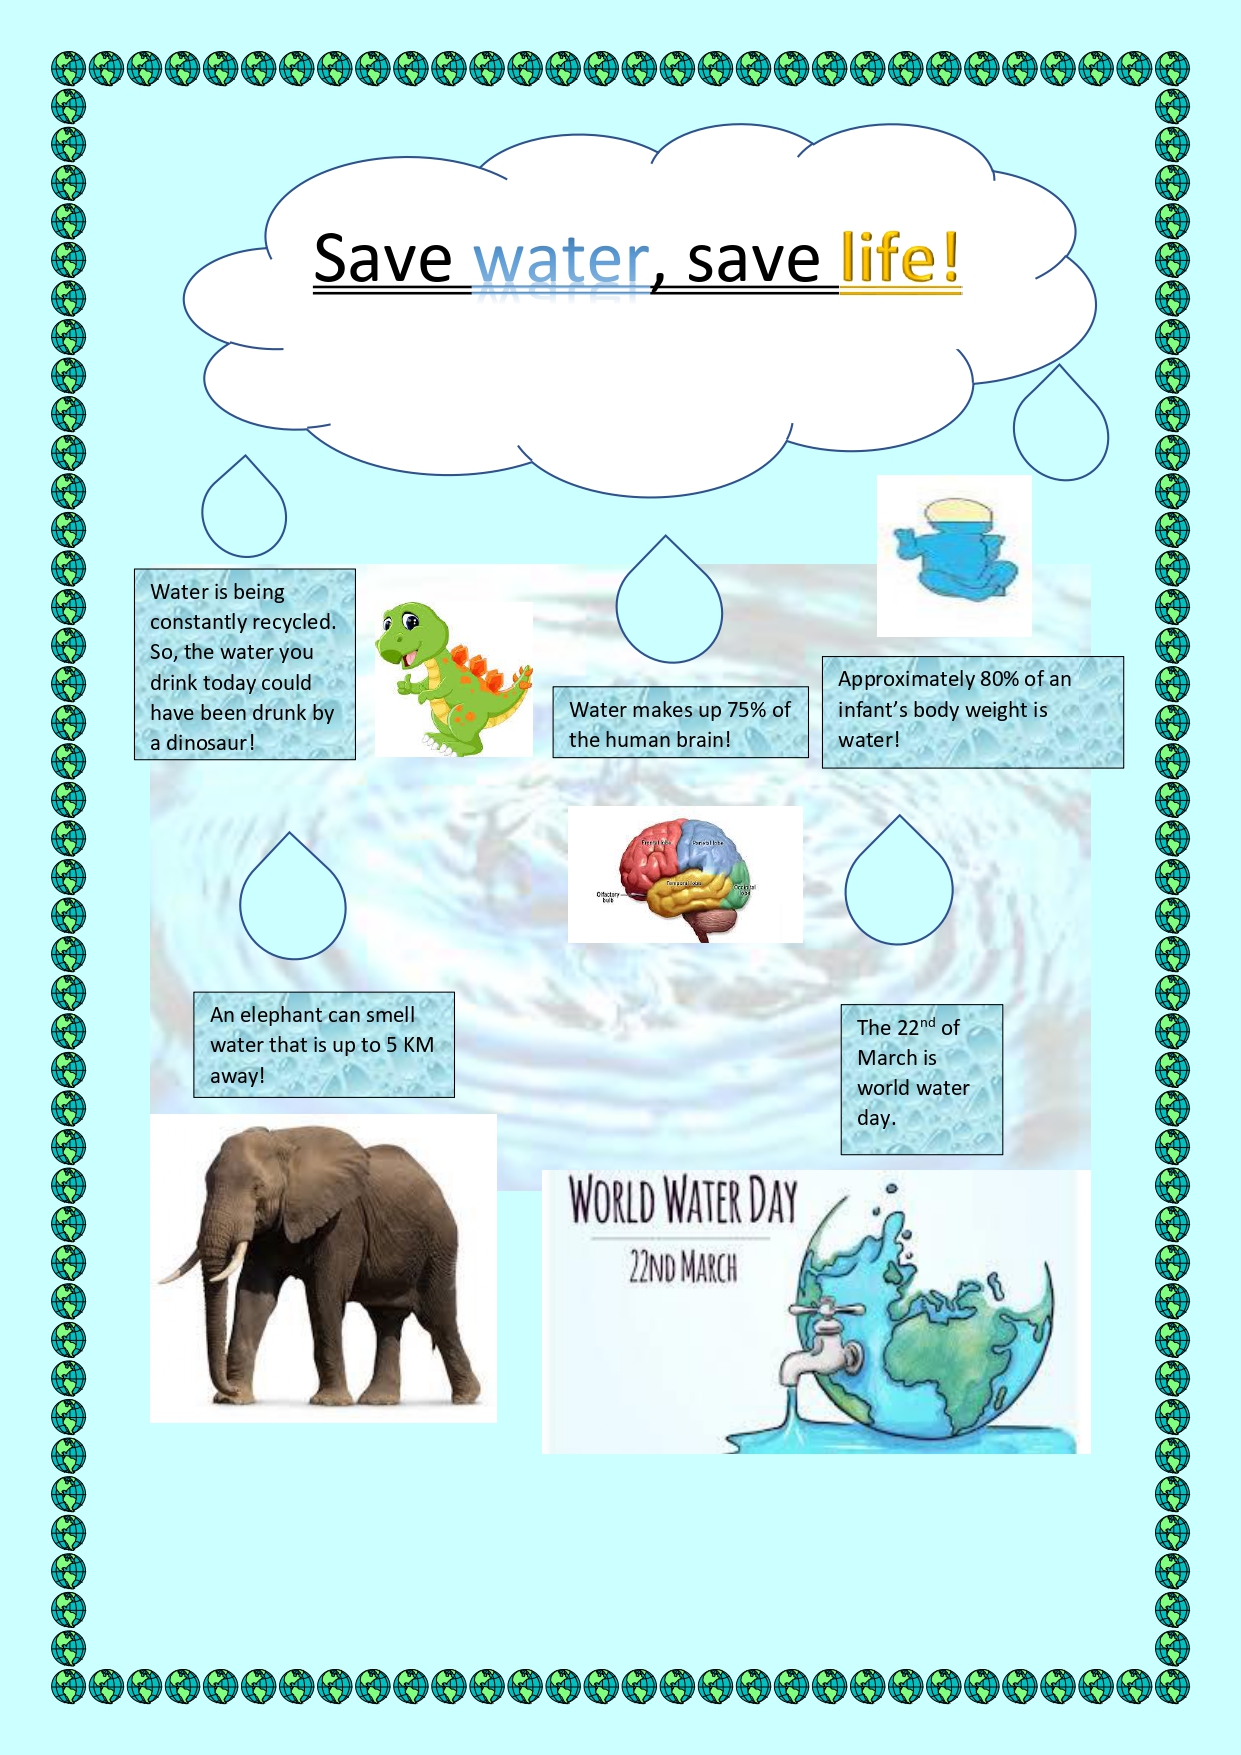 Save water, save life!
Water is being
constantly recycled.
So, the water you
drink today could
have been drunk by
a dinosaur!
Water makes up 75% of
the human brain!
Approximately 80% of an
infant’s body weight is
water!
Frontal lobe
Parietal lobe
Temporal lobe
Occipital
lobe
Olfactory
bulb
An elephant can smell
water that is up to 5 KM
away!
The 22nd of
March is
world water
day.
WORLD WATER DAY
22ND MARCH